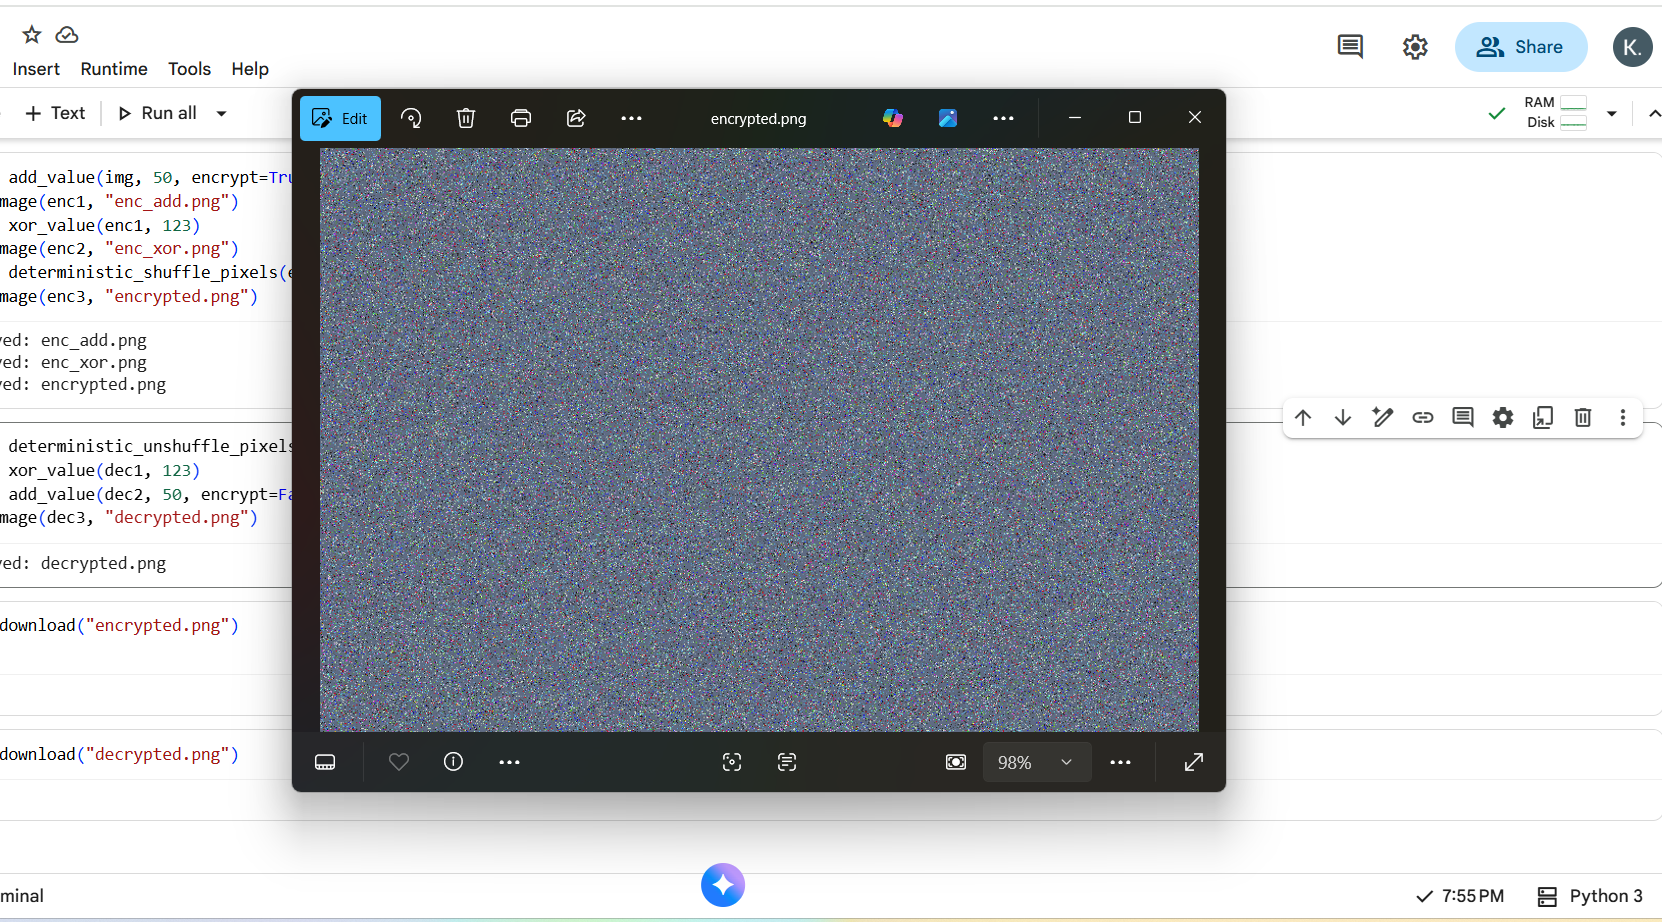 Insert Runtime Tools Help
Share
K.
+ Text Run all
RAM
Disk
Edit
encrypted.png
add_value(img, 50, encrypt=Tru
mage(enc1, "enc_add.png")
xor_value(enc1, 123)
mage(enc2, "enc_xor.png")
deterministic_shuffle_pixels(e
mage(enc3, "encrypted.png")
ved: enc_add.png
ved: enc_xor.png
ved: encrypted.png
deterministic_unshuffle_pixels
xor_value(dec1, 123)
add_value(dec2, 50, encrypt=Fa
mage(dec3, "decrypted.png")
ved: decrypted.png
download("encrypted.png")
download("decrypted.png")
98%
minal
7:55 PM Python 3